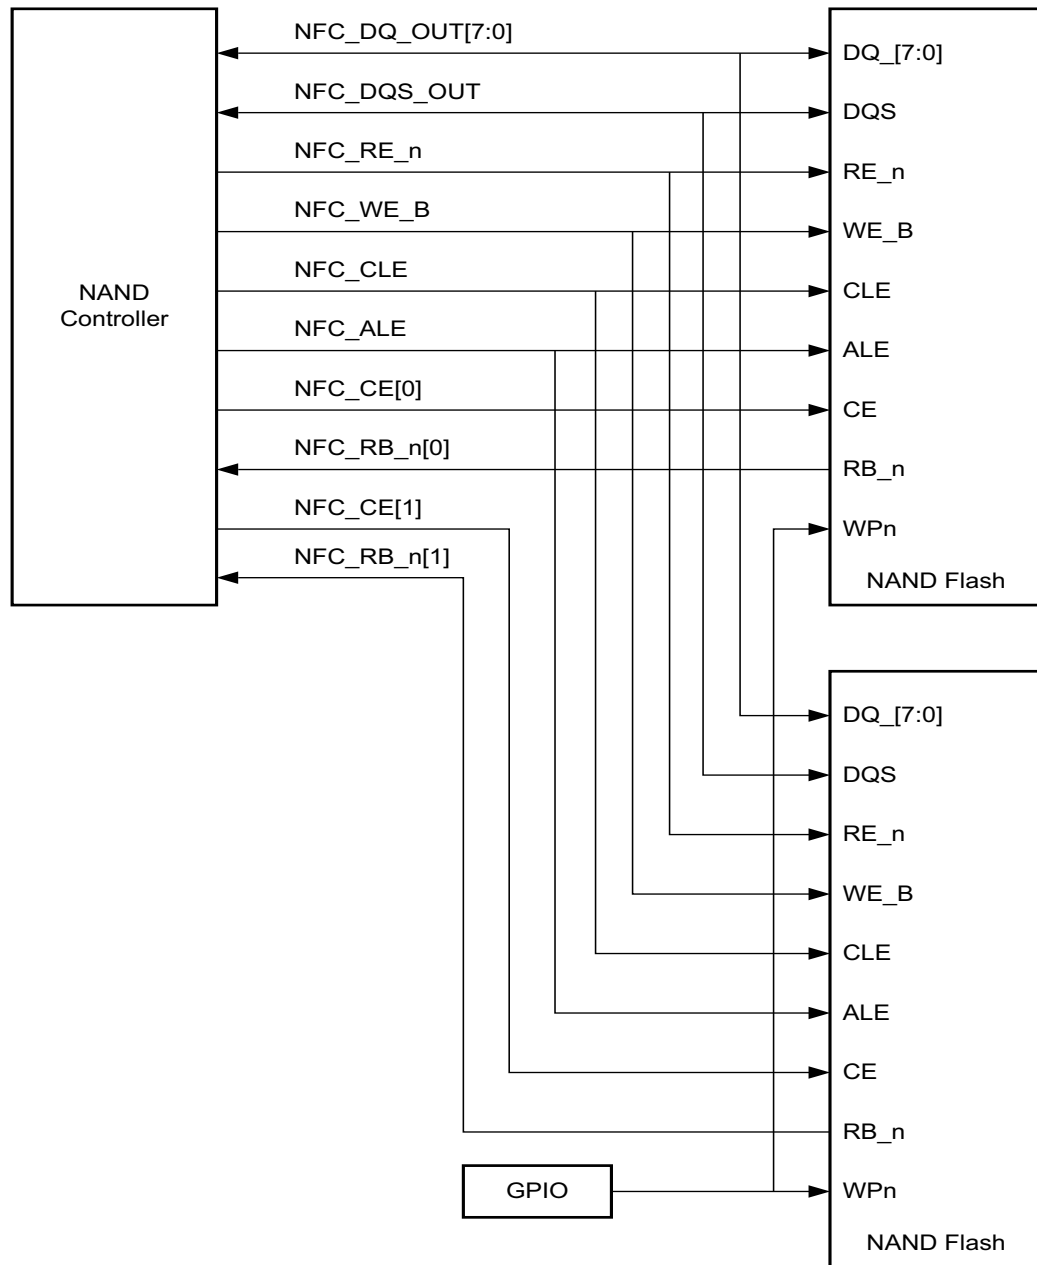 NFC_DQ_OUT[7:0]
NFC_DQS_OUT
NFC_RE_n
NFC_WE_B
NFC_CLE
NFC_ALE
NFC_CE[0]
NFC_RB_n[0]
NFC_CE[1]
NFC_RB_n[1]
NAND
Controller
DQ_[7:0]
DQS
RE_n
WE_B
CLE
ALE
CE
RB_n
WPn
NAND Flash
DQ_[7:0]
DQS
RE_n
WE_B
CLE
ALE
CE
RB_n
WPn
NAND Flash
GPIO